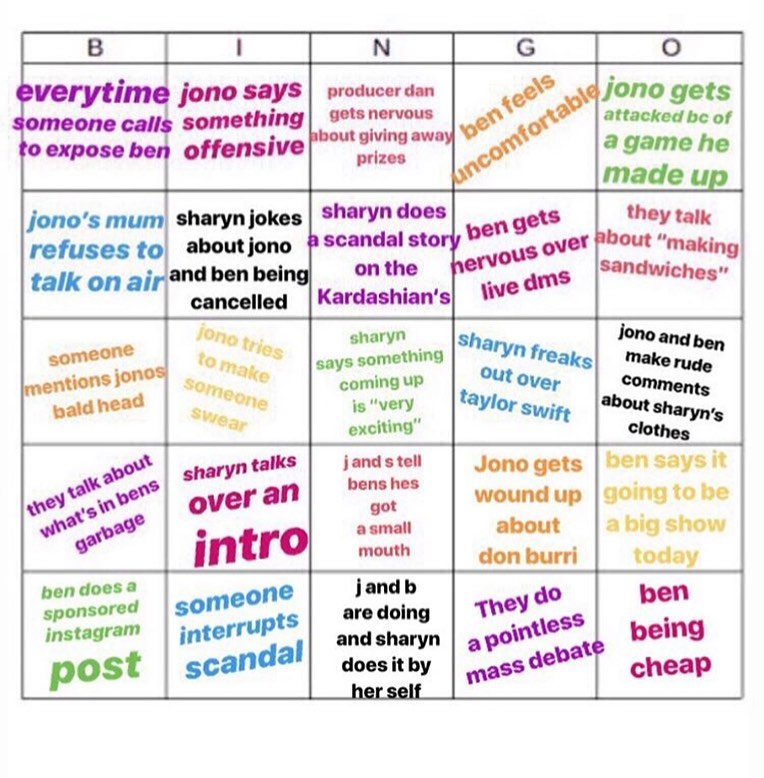 B I N G O
everytime
someone calls
to expose ben
jono says
something
offensive
producer dan
gets nervous
about giving away
prizes
ben feels
uncomfortable
jono gets
attacked bc of
a game he
made up
jono's mum
refuses to
talk on air
sharyn jokes
about jono
and ben being
cancelled
sharyn does
a scandal story
on the
Kardashian's
ben gets
nervous over
live dms
they talk
about "making
sandwiches"
someone
mentions jonos
bald head
jono tries
to make
someone
swear
sharyn
says something
coming up
is "very
exciting"
sharyn freaks
out over
taylor swift
jono and ben
make rude
comments
about sharyn's
clothes
they talk about
what's in bens
garbage
sharyn talks
over an
intro
j and s tell
bens hes
got
a small
mouth
Jono gets
wound up
about
don burri
ben says it
going to be
a big show
today
ben does a
sponsored
instagram
post
someone
interrupts
scandal
j and b
are doing
and sharyn
does it by
her self
They do
a pointless
mass debate
ben
being
cheap